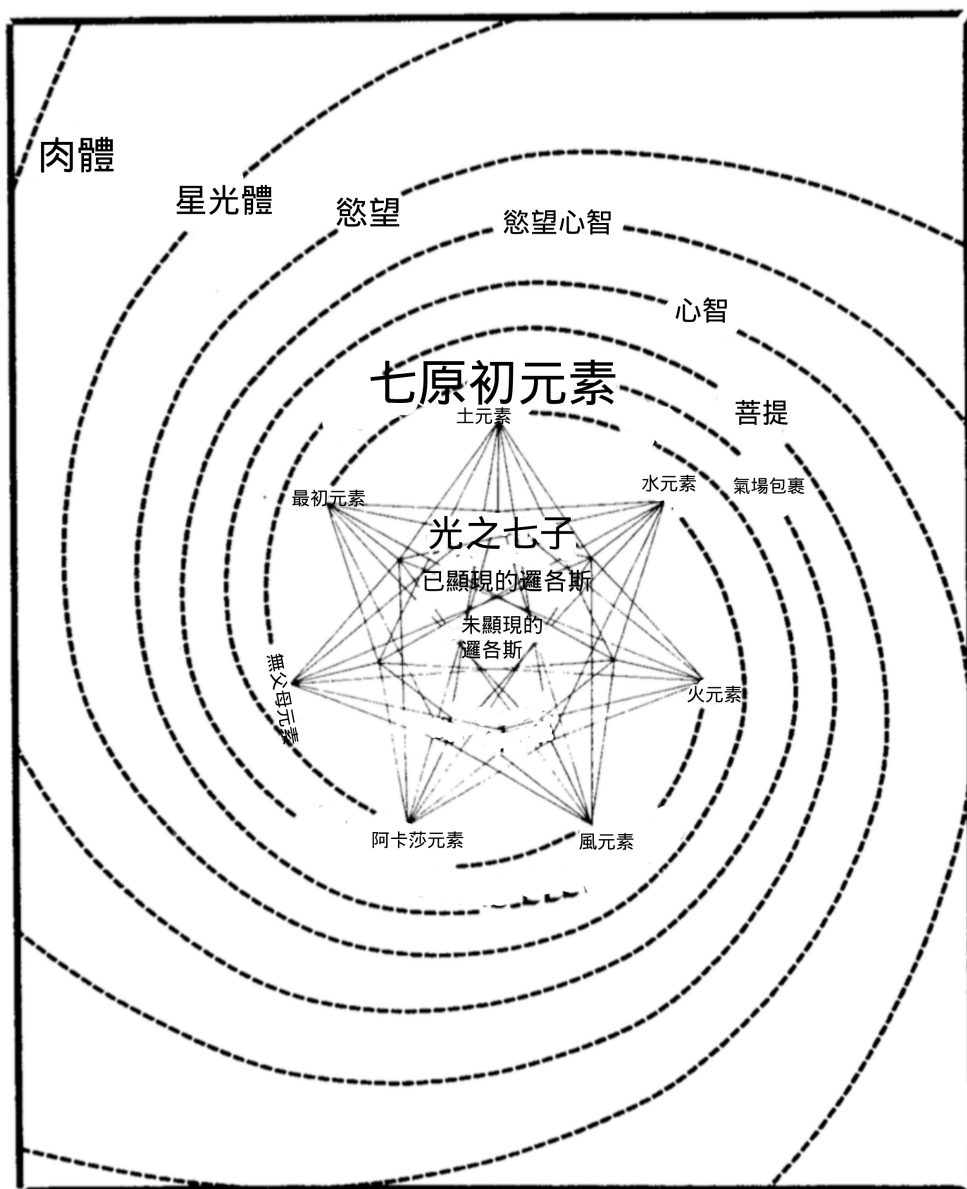 肉體
星光體
慾望
慾望心智
心智
七原初元素
土元素
菩提
最初元素
水元素
氣場包裹
光之七子
已顯現的邏各斯
未顯現的
邏各斯
無父母元素
火元素
阿卡莎元素
風元素